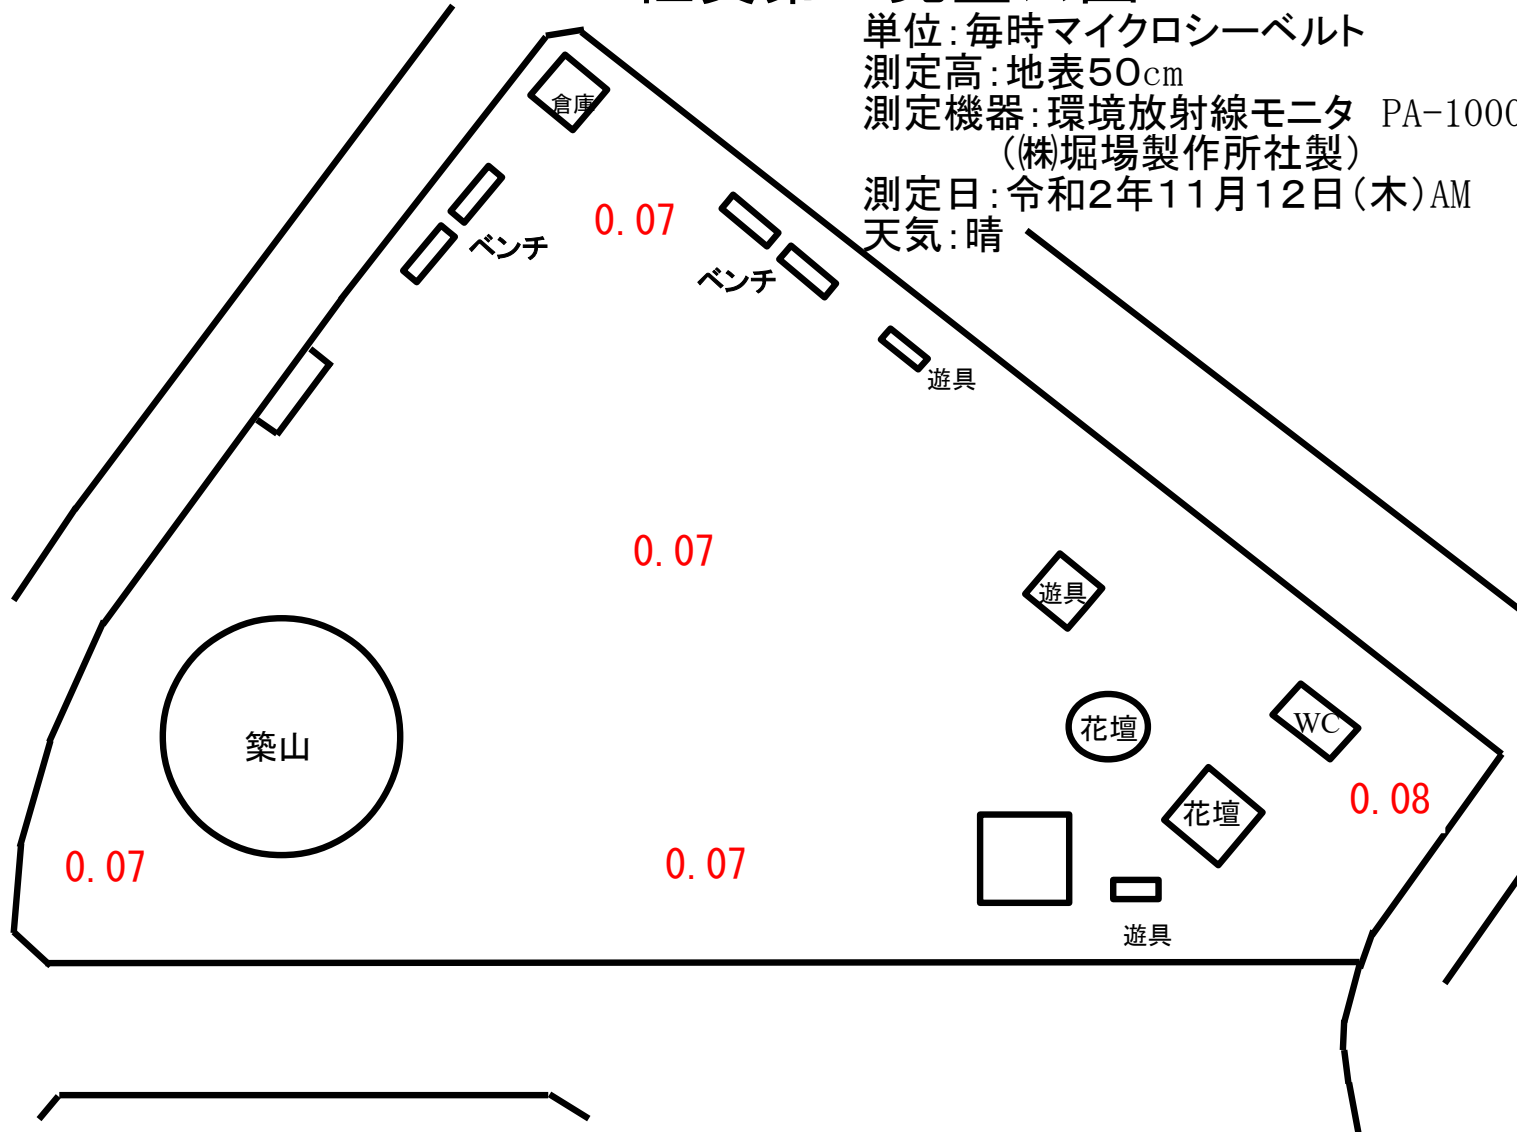 単位:毎時マイクロシーベルト
測定高:地表50cm
測定機器:環境放射線モニタ PA-1000
(㈱堀場製作所社製)
測定日:令和2年11月12日(木)AM
天気:晴
倉庫
0.07
ベンチ
ベンチ
遊具
0.07
遊具
築山
花壇
WC
花壇
0.08
0.07
0.07
遊具